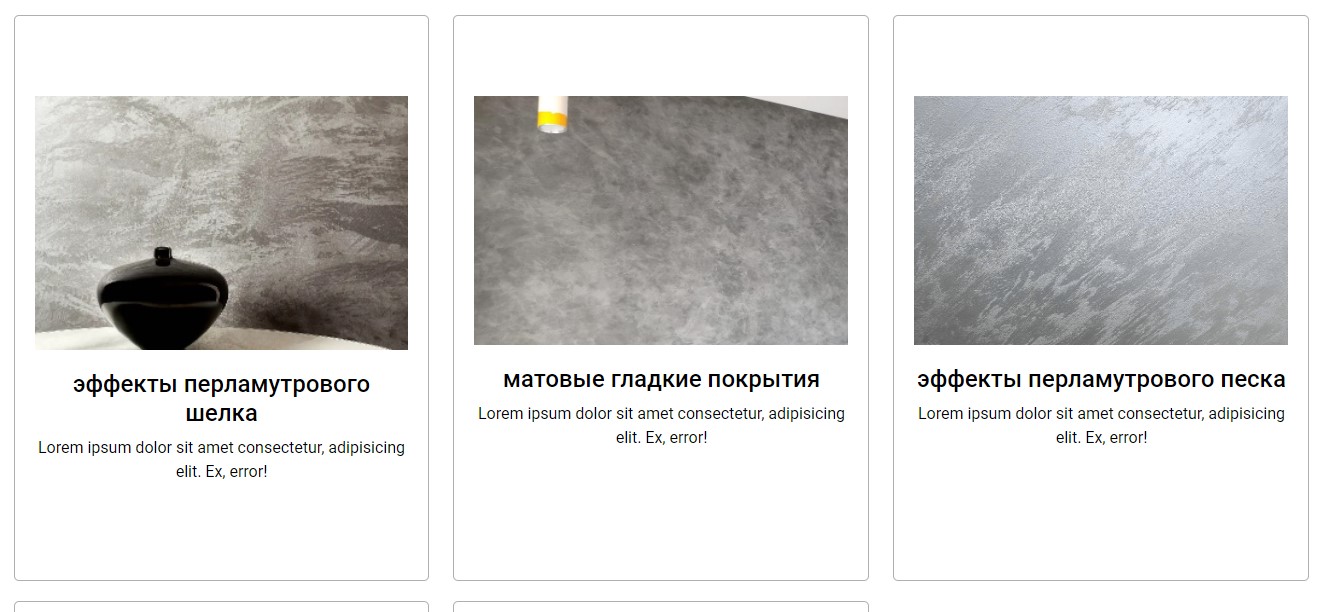 эффекты перламутрового
шелка
Lorem ipsum dolor sit amet consectetur, adipisicing
elit. Ex, error!
матовые гладкие покрытия
Lorem ipsum dolor sit amet consectetur, adipisicing
elit. Ex, error!
эффекты перламутрового песка
Lorem ipsum dolor sit amet consectetur, adipisicing
elit. Ex, error!